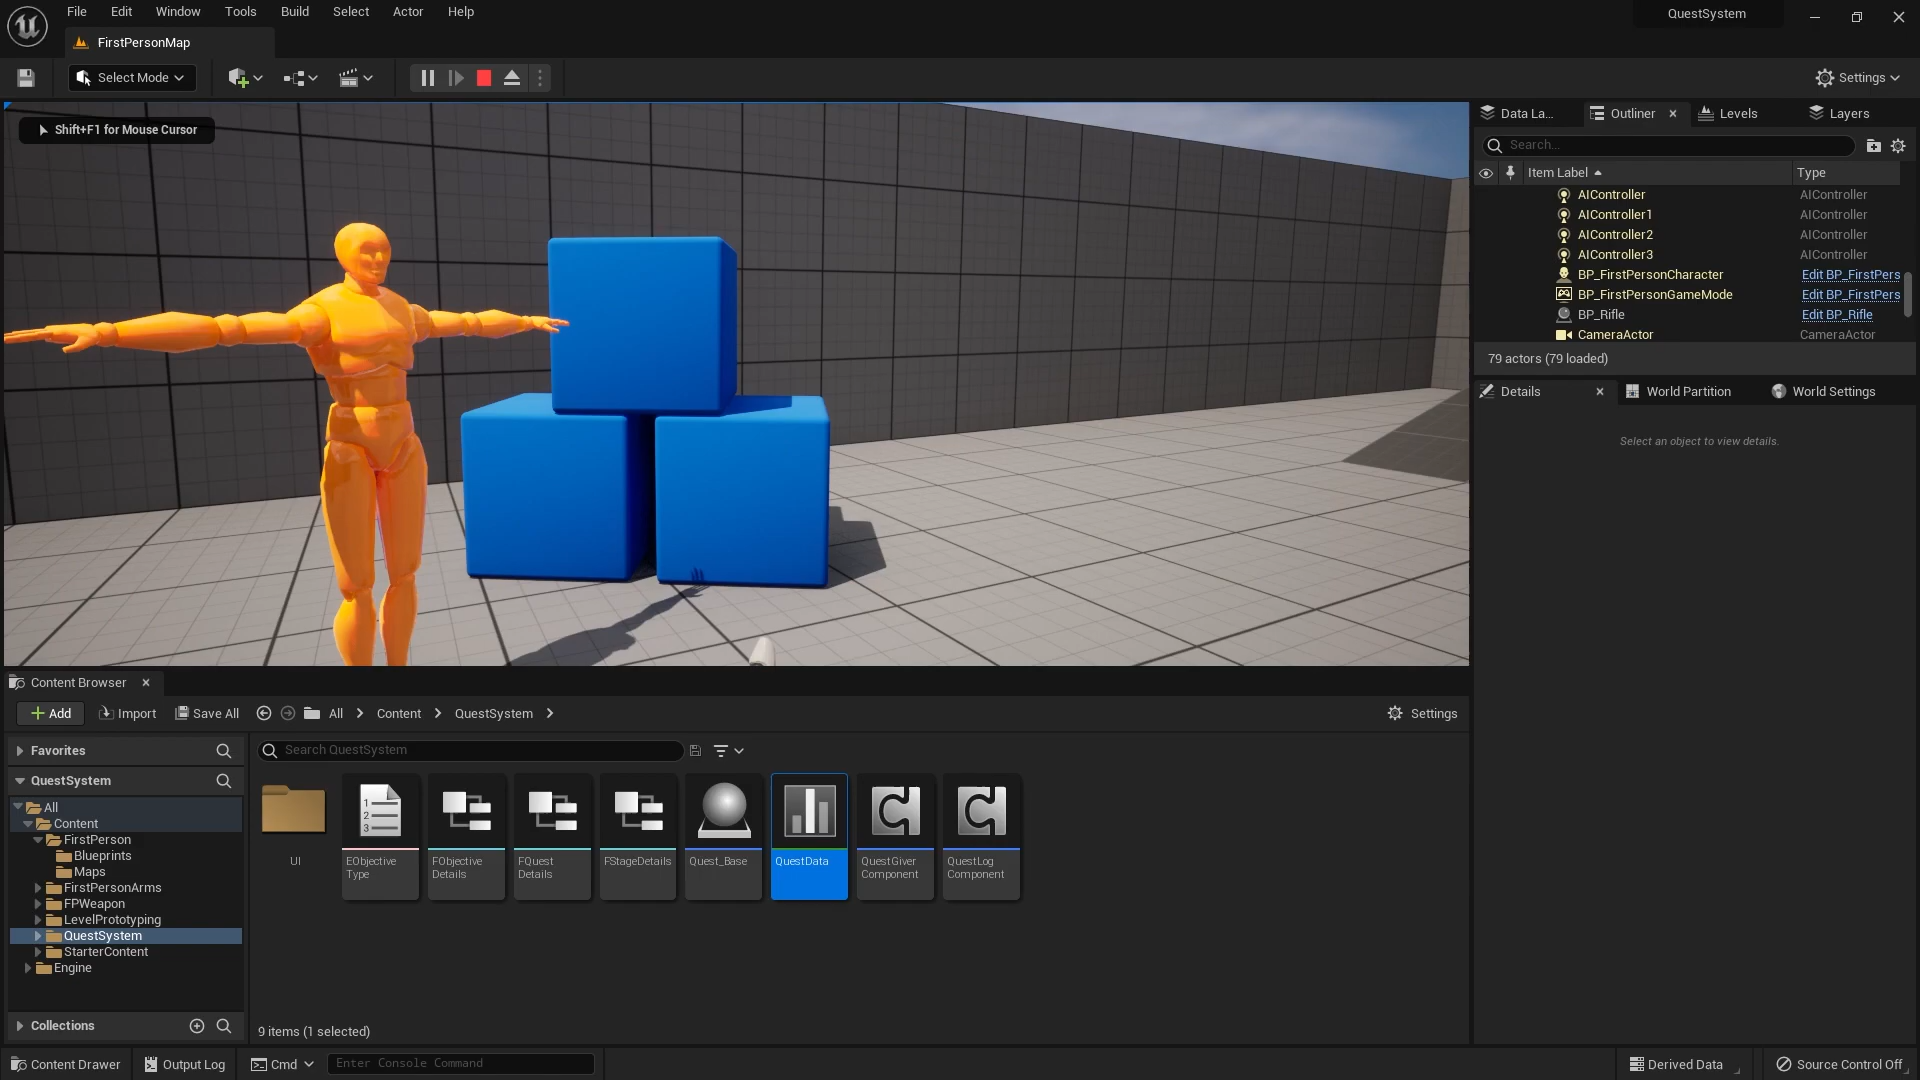 File Edit Window Tools Build Select Actor Help
QuestSystem
FirstPersonMap
Select Mode
Settings
Shift+F1 for Mouse Cursor
Data La...
Outliner
Levels
Layers
Search...
Item Label
Type
AIController AIController
AIController1 AIController
AIController2 AIController
AIController3 AIController
BP_FirstPersonCharacter Edit BP_FirstPers
BP_FirstPersonGameMode Edit BP_FirstPers
BP_Rifle Edit BP_Rifle
CameraActor CameraActor
79 actors (79 loaded)
Details
World Partition
World Settings
Select an object to view details.
Content Browser
Add
Import
Save All
All
Content
QuestSystem
Settings
Favorites
Search QuestSystem
QuestSystem
All
Content
FirstPerson
Blueprints
Maps
FirstPersonArms
FPWeapon
LevelPrototyping
QuestSystem
StarterContent
Engine
Collections
UI
EObjective
Type
FObjective
Details
FQuest
Details
FStageDetails
Quest_Base
QuestData
QuestGiver
Component
QuestLog
Component
9 items (1 selected)
Content Drawer
Output Log
Cmd
Enter Console Command
Derived Data
Source Control Off